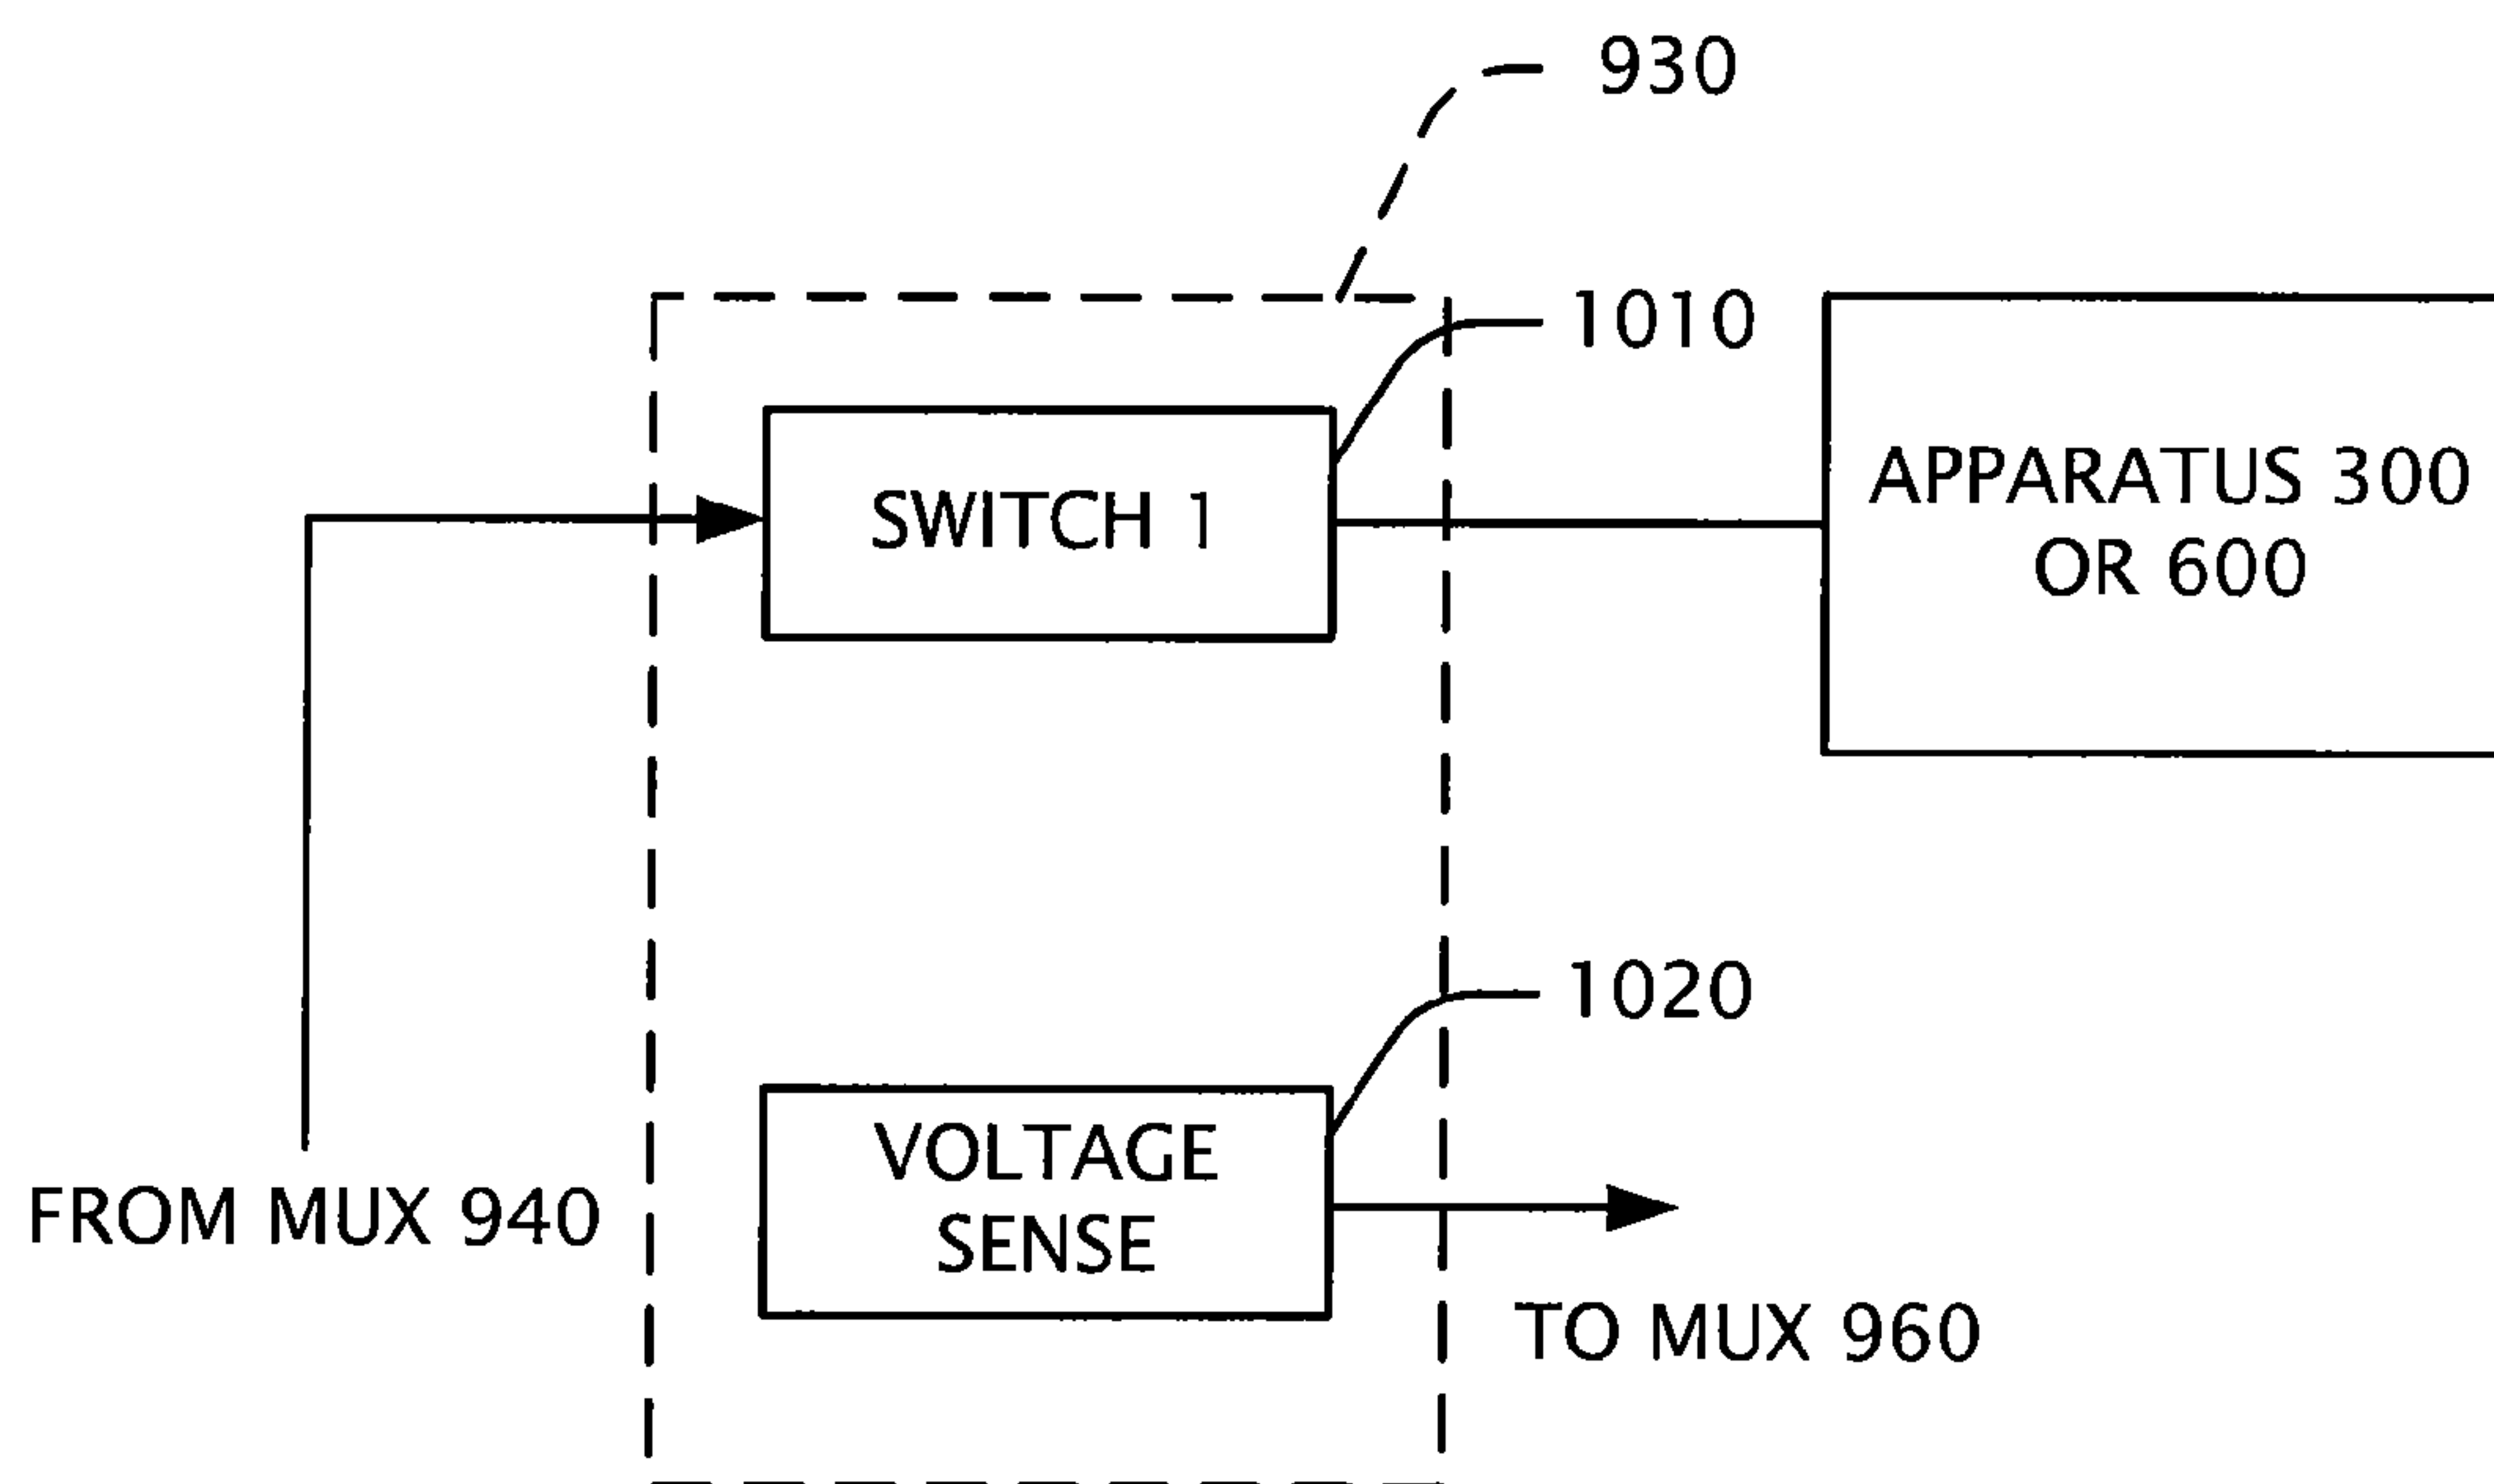 930
1010
SWITCH 1
APPARATUS 300
OR 600
1020
VOLTAGE
SENSE
FROM MUX 940
TO MUX 960